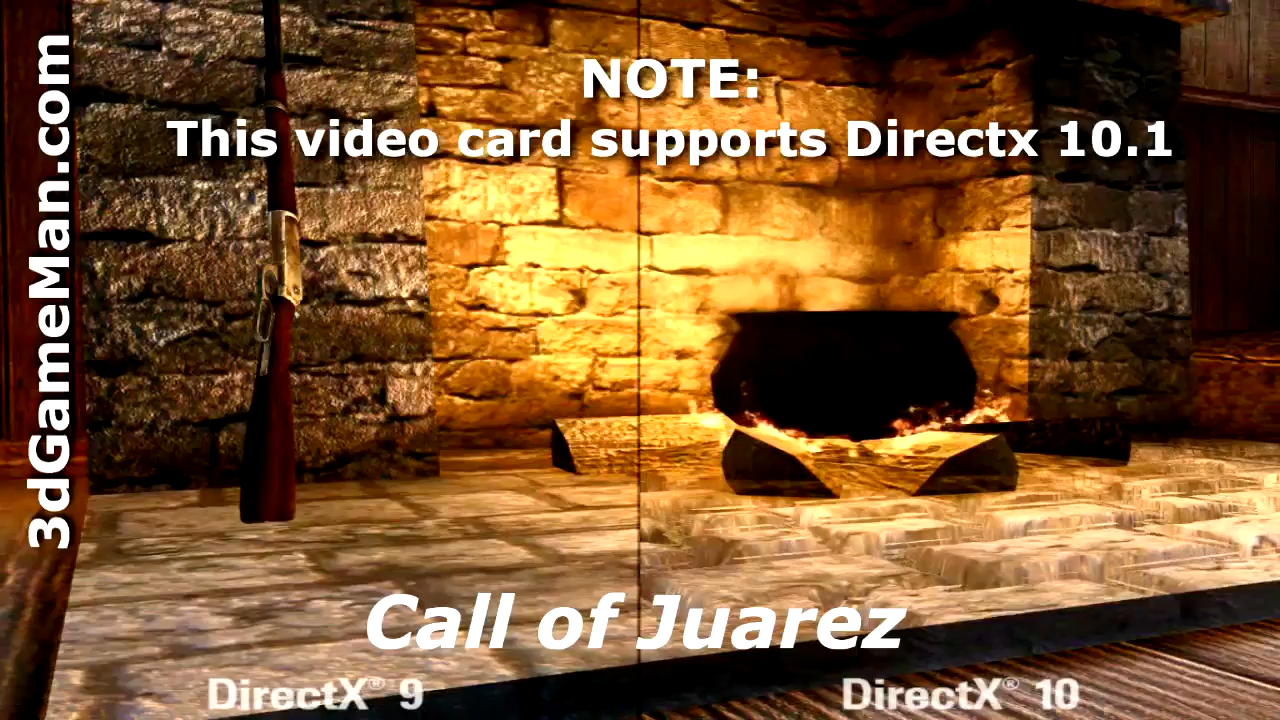 3dGameMan.com
NOTE:
This video card supports Directx 10.1
Call of Juarez
DirectX® 9
DirectX® 10